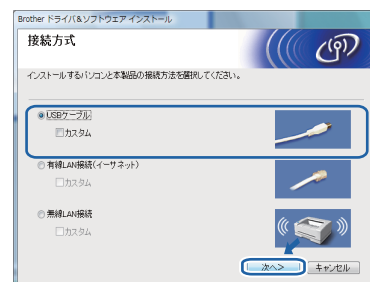 Brother ドライバ&ソフトウエア インストール
接続方式
インストールするパソコンと本製品の接続方法を選択してください。
USBケーブル
カスタム
有線LAN接続(イーサネット)
カスタム
無線LAN接続
カスタム
次へ>
キャンセル